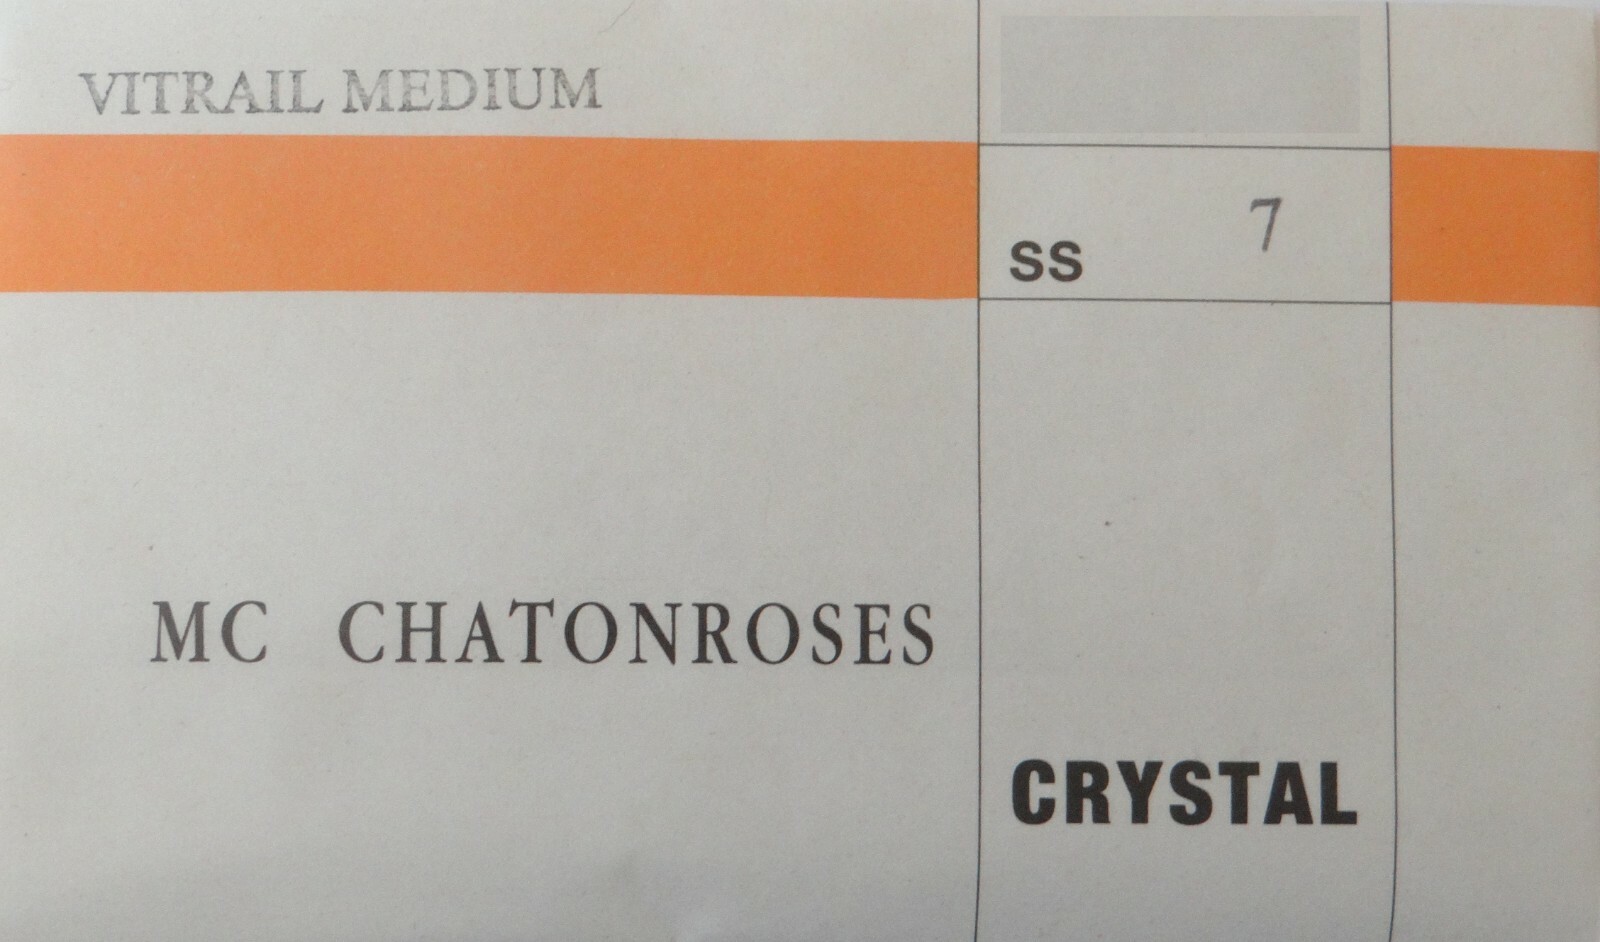 VITRAIL MEDIUM
ss 7
MC CHATONROSES
CRYSTAL